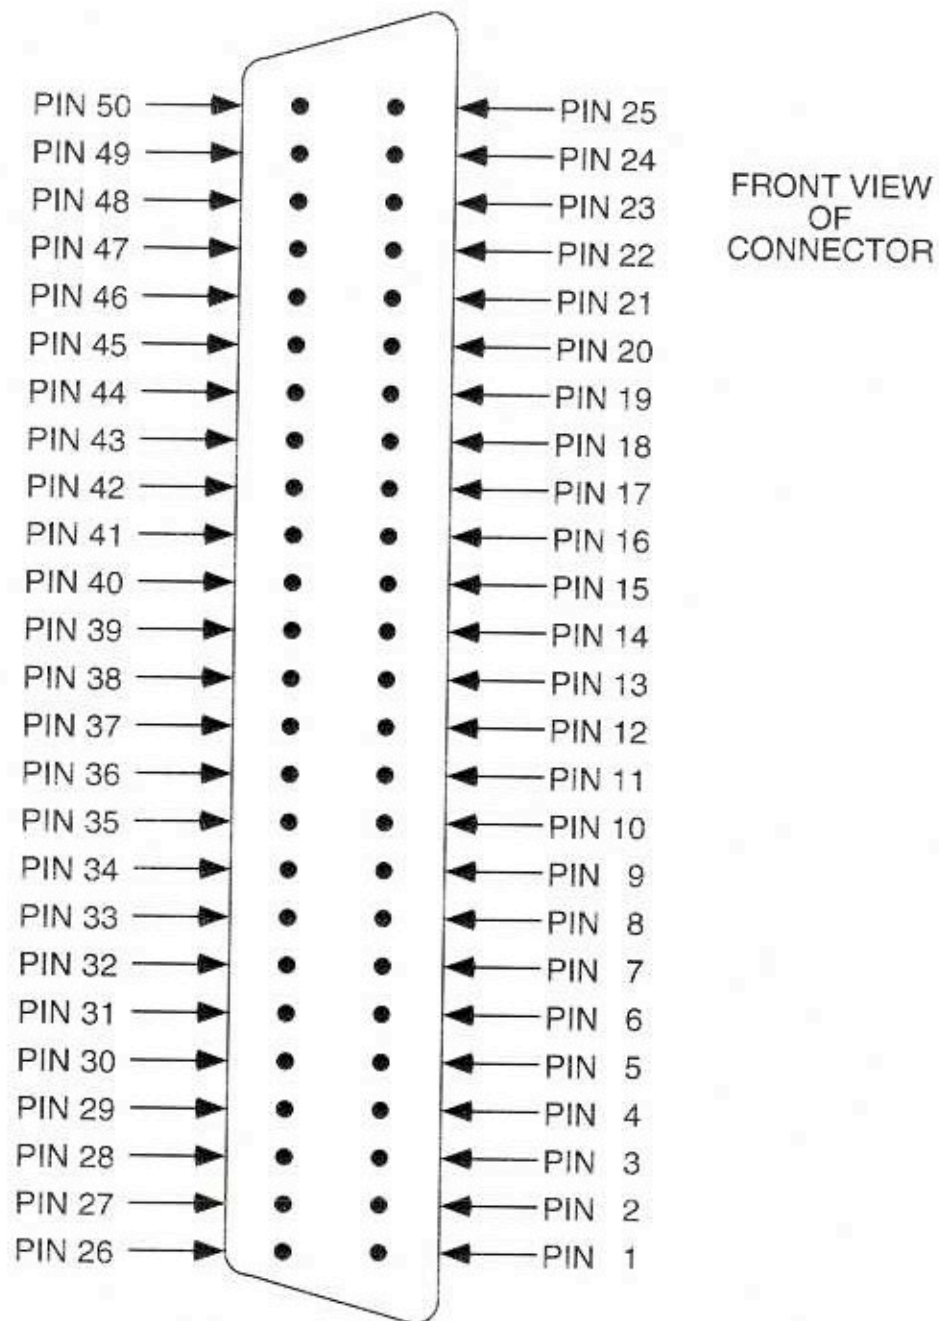 PIN 50
PIN 25
PIN 49
PIN 24
PIN 48
PIN 23
PIN 47
PIN 22
PIN 46
PIN 21
PIN 45
PIN 20
PIN 44
PIN 19
PIN 43
PIN 18
PIN 42
PIN 17
PIN 41
PIN 16
PIN 40
PIN 15
PIN 39
PIN 14
PIN 38
PIN 13
PIN 37
PIN 12
PIN 36
PIN 11
PIN 35
PIN 10
PIN 34
PIN 9
PIN 33
PIN 8
PIN 32
PIN 7
PIN 31
PIN 6
PIN 30
PIN 5
PIN 29
PIN 4
PIN 28
PIN 3
PIN 27
PIN 2
PIN 26
PIN 1
FRONT VIEW
OF
CONNECTOR